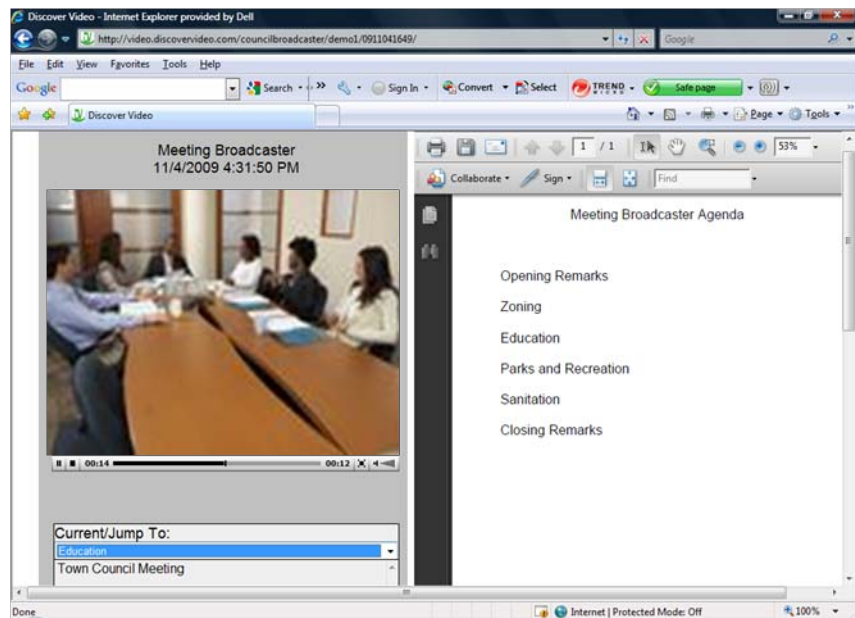 Discover Video - Internet Explorer provided by Dell
http://video.discovervideo.com/councilbroadcaster/demo1/0911041649/
Google
File Edit View Favorites Tools Help
Google Search Sign In Convert Select TREND MICRO Safe page
Discover Video Page Tools
Meeting Broadcaster
11/4/2009 4:31:50 PM
00:14 00:12
Current/Jump To:
Education
Town Council Meeting
1 / 1 53%
Collaborate Sign Find
Meeting Broadcaster Agenda
Opening Remarks
Zoning
Education
Parks and Recreation
Sanitation
Closing Remarks
Done Internet | Protected Mode: Off 100%